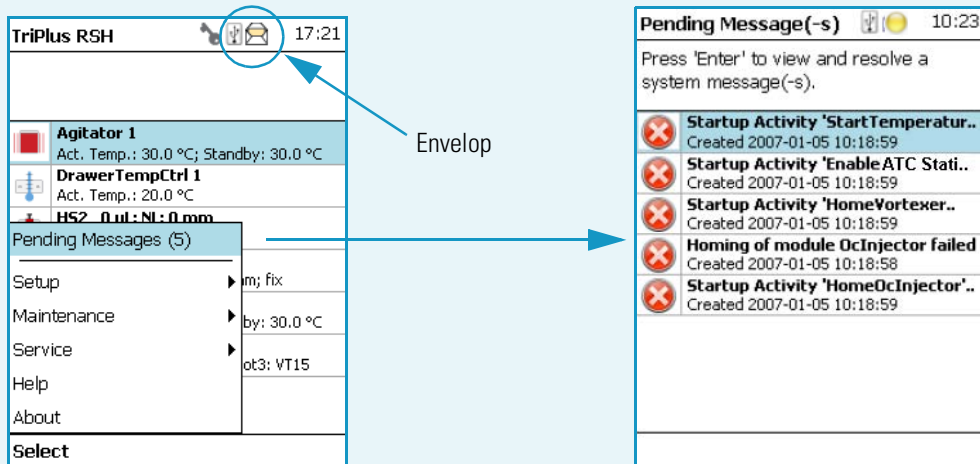 TriPlus RSH 17:21
Agitator 1
Act. Temp.: 30.0 °C; Standby: 30.0 °C
DrawerTempCtrl 1
Act. Temp.: 20.0 °C
HS2 0 µl; NL: 0 mm
Pending Messages (5)
Setup
m; fix
Maintenance
by: 30.0 °C
Service
ot3: VT15
Help
About
Select
Envelop
Pending Message(-s) 10:23
Press 'Enter' to view and resolve a
system message(-s).
Startup Activity 'StartTemperatur..
Created 2007-01-05 10:18:59
Startup Activity 'EnableATC Stati..
Created 2007-01-05 10:18:59
Startup Activity 'HomeVortexer..
Created 2007-01-05 10:18:59
Homing of module OcInjector failed
Created 2007-01-05 10:18:58
Startup Activity 'HomeOcInjector'..
Created 2007-01-05 10:18:59